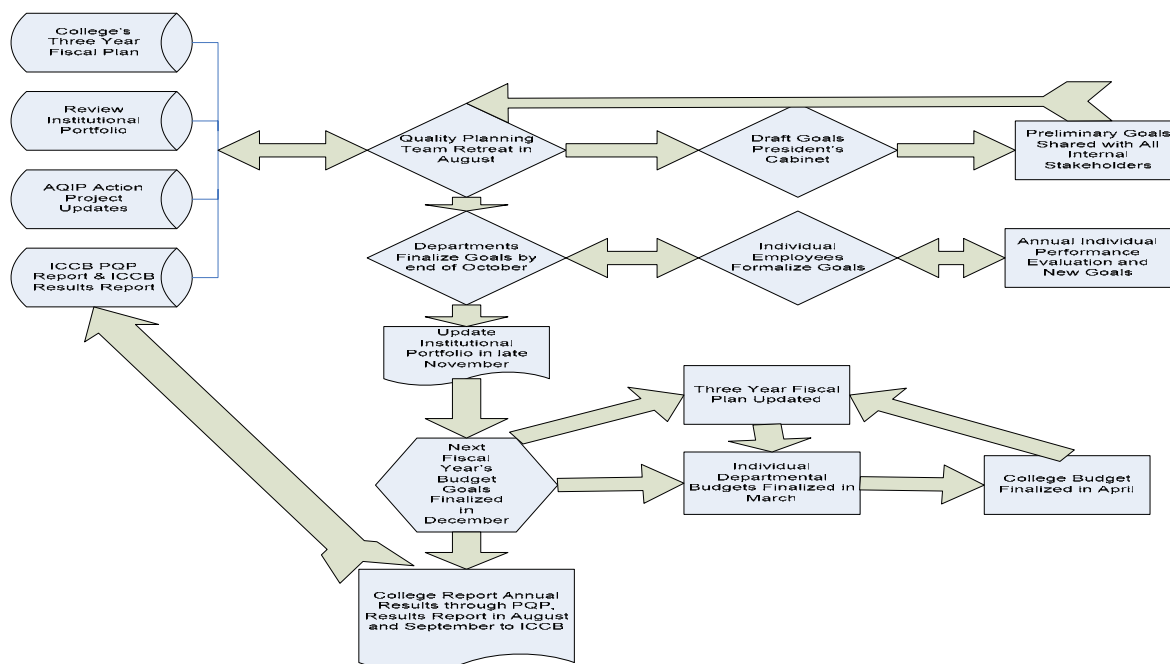 College's
Three Year
Fiscal Plan
Review
Institutional
Portfolio
AQIP Action
Project
Updates
ICCB PQP
Report & ICCB
Results Report
Quality Planning
Team Retreat in
August
Draft Goals
President's
Cabinet
Preliminary Goals
Shared with All
Internal
Stakeholders
Departments
Finalize Goals by
end of October
Individual
Employees
Formalize Goals
Annual Individual
Performance
Evaluation and
New Goals
Update
Institutional
Portfolio in late
November
Three Year Fiscal
Plan Updated
Next
Fiscal
Year's
Budget
Goals
Finalized
in
December
Individual
Departmental
Budgets Finalized in
March
College Budget
Finalized in April
College Report Annual
Results through PQP,
Results Report in August
and September to ICCB